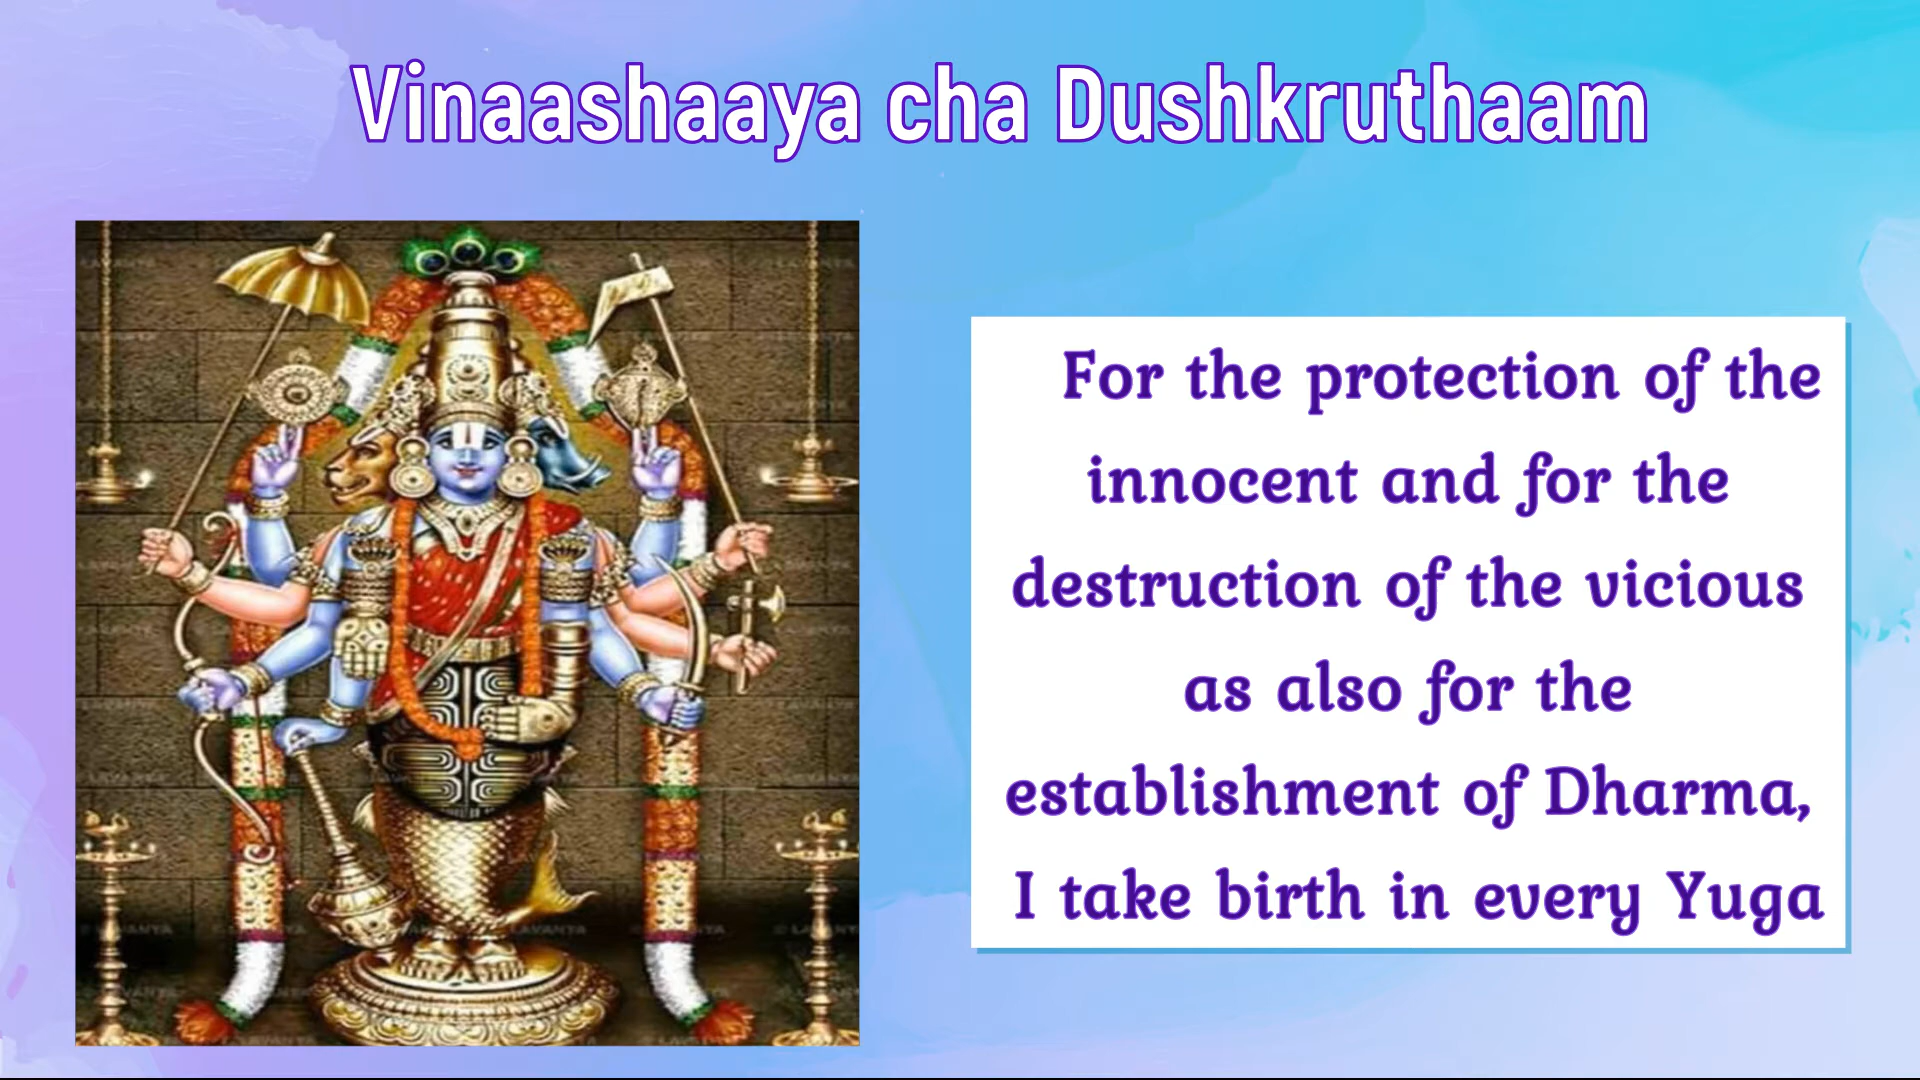 Vinaashaaya cha Dushkruthaam
For the protection of the
innocent and for the
destruction of the vicious
as also for the
establishment of Dharma,
I take birth in every Yuga
LAVANYA